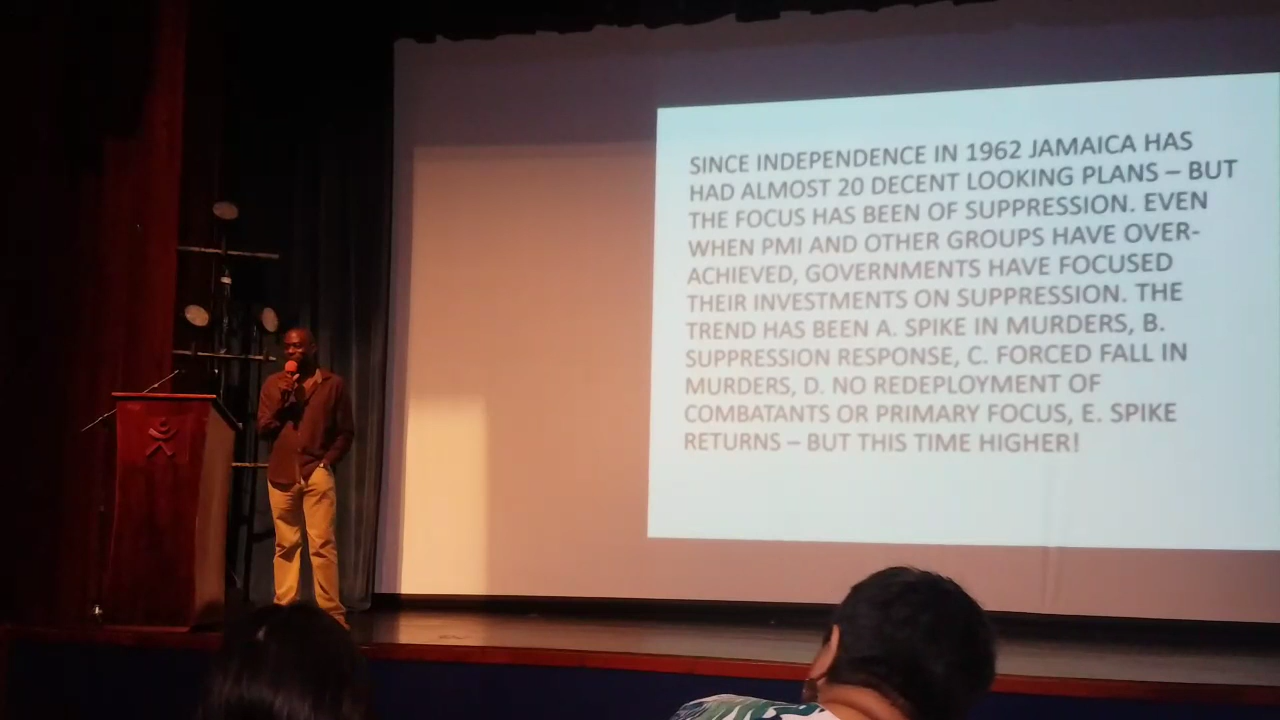 SINCE INDEPENDENCE IN 1962 JAMAICA HAS
HAD ALMOST 20 DECENT LOOKING PLANS – BUT
THE FOCUS HAS BEEN OF SUPPRESSION. EVEN
WHEN PMI AND OTHER GROUPS HAVE OVER-
ACHIEVED, GOVERNMENTS HAVE FOCUSED
THEIR INVESTMENTS ON SUPPRESSION. THE
TREND HAS BEEN A. SPIKE IN MURDERS, B.
SUPPRESSION RESPONSE, C. FORCED FALL IN
MURDERS, D. NO REDEPLOYMENT OF
COMBATANTS OR PRIMARY FOCUS, E. SPIKE
RETURNS – BUT THIS TIME HIGHER!